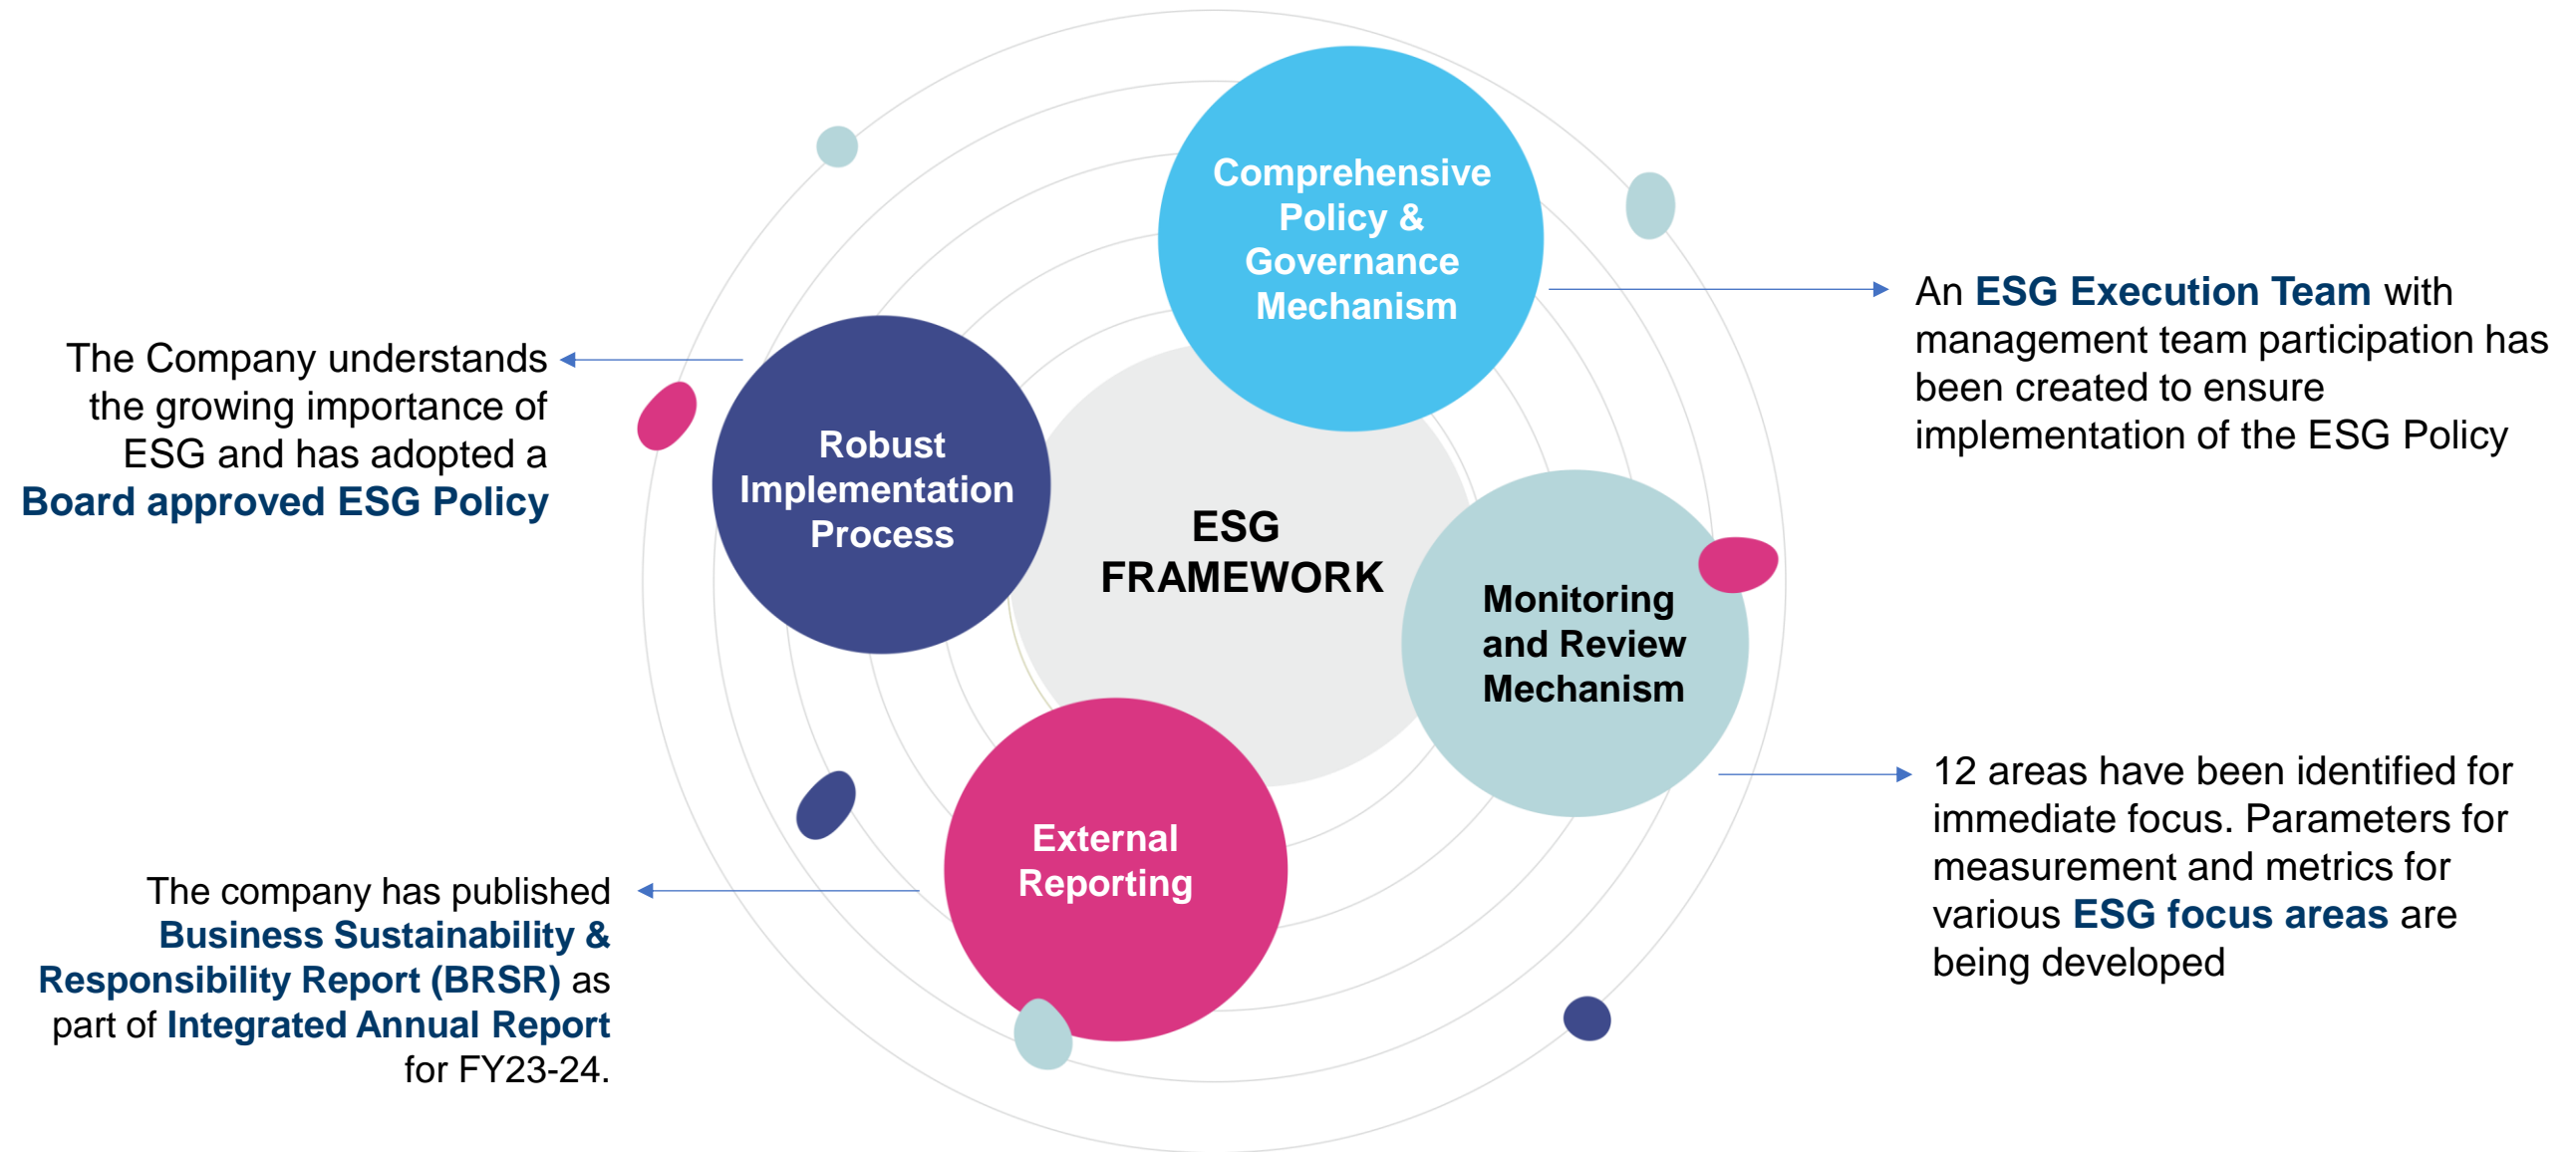 Comprehensive
Policy &
Governance
Mechanism
An ESG Execution Team with
management team participation has
been created to ensure
implementation of the ESG Policy
The Company understands
the growing importance of
ESG and has adopted a
Board approved ESG Policy
Robust
Implementation
Process
ESG
FRAMEWORK
Monitoring
and Review
Mechanism
12 areas have been identified for
immediate focus. Parameters for
measurement and metrics for
various ESG focus areas are
being developed
External
Reporting
The company has published
Business Sustainability &
Responsibility Report (BRSR) as
part of Integrated Annual Report
for FY23-24.